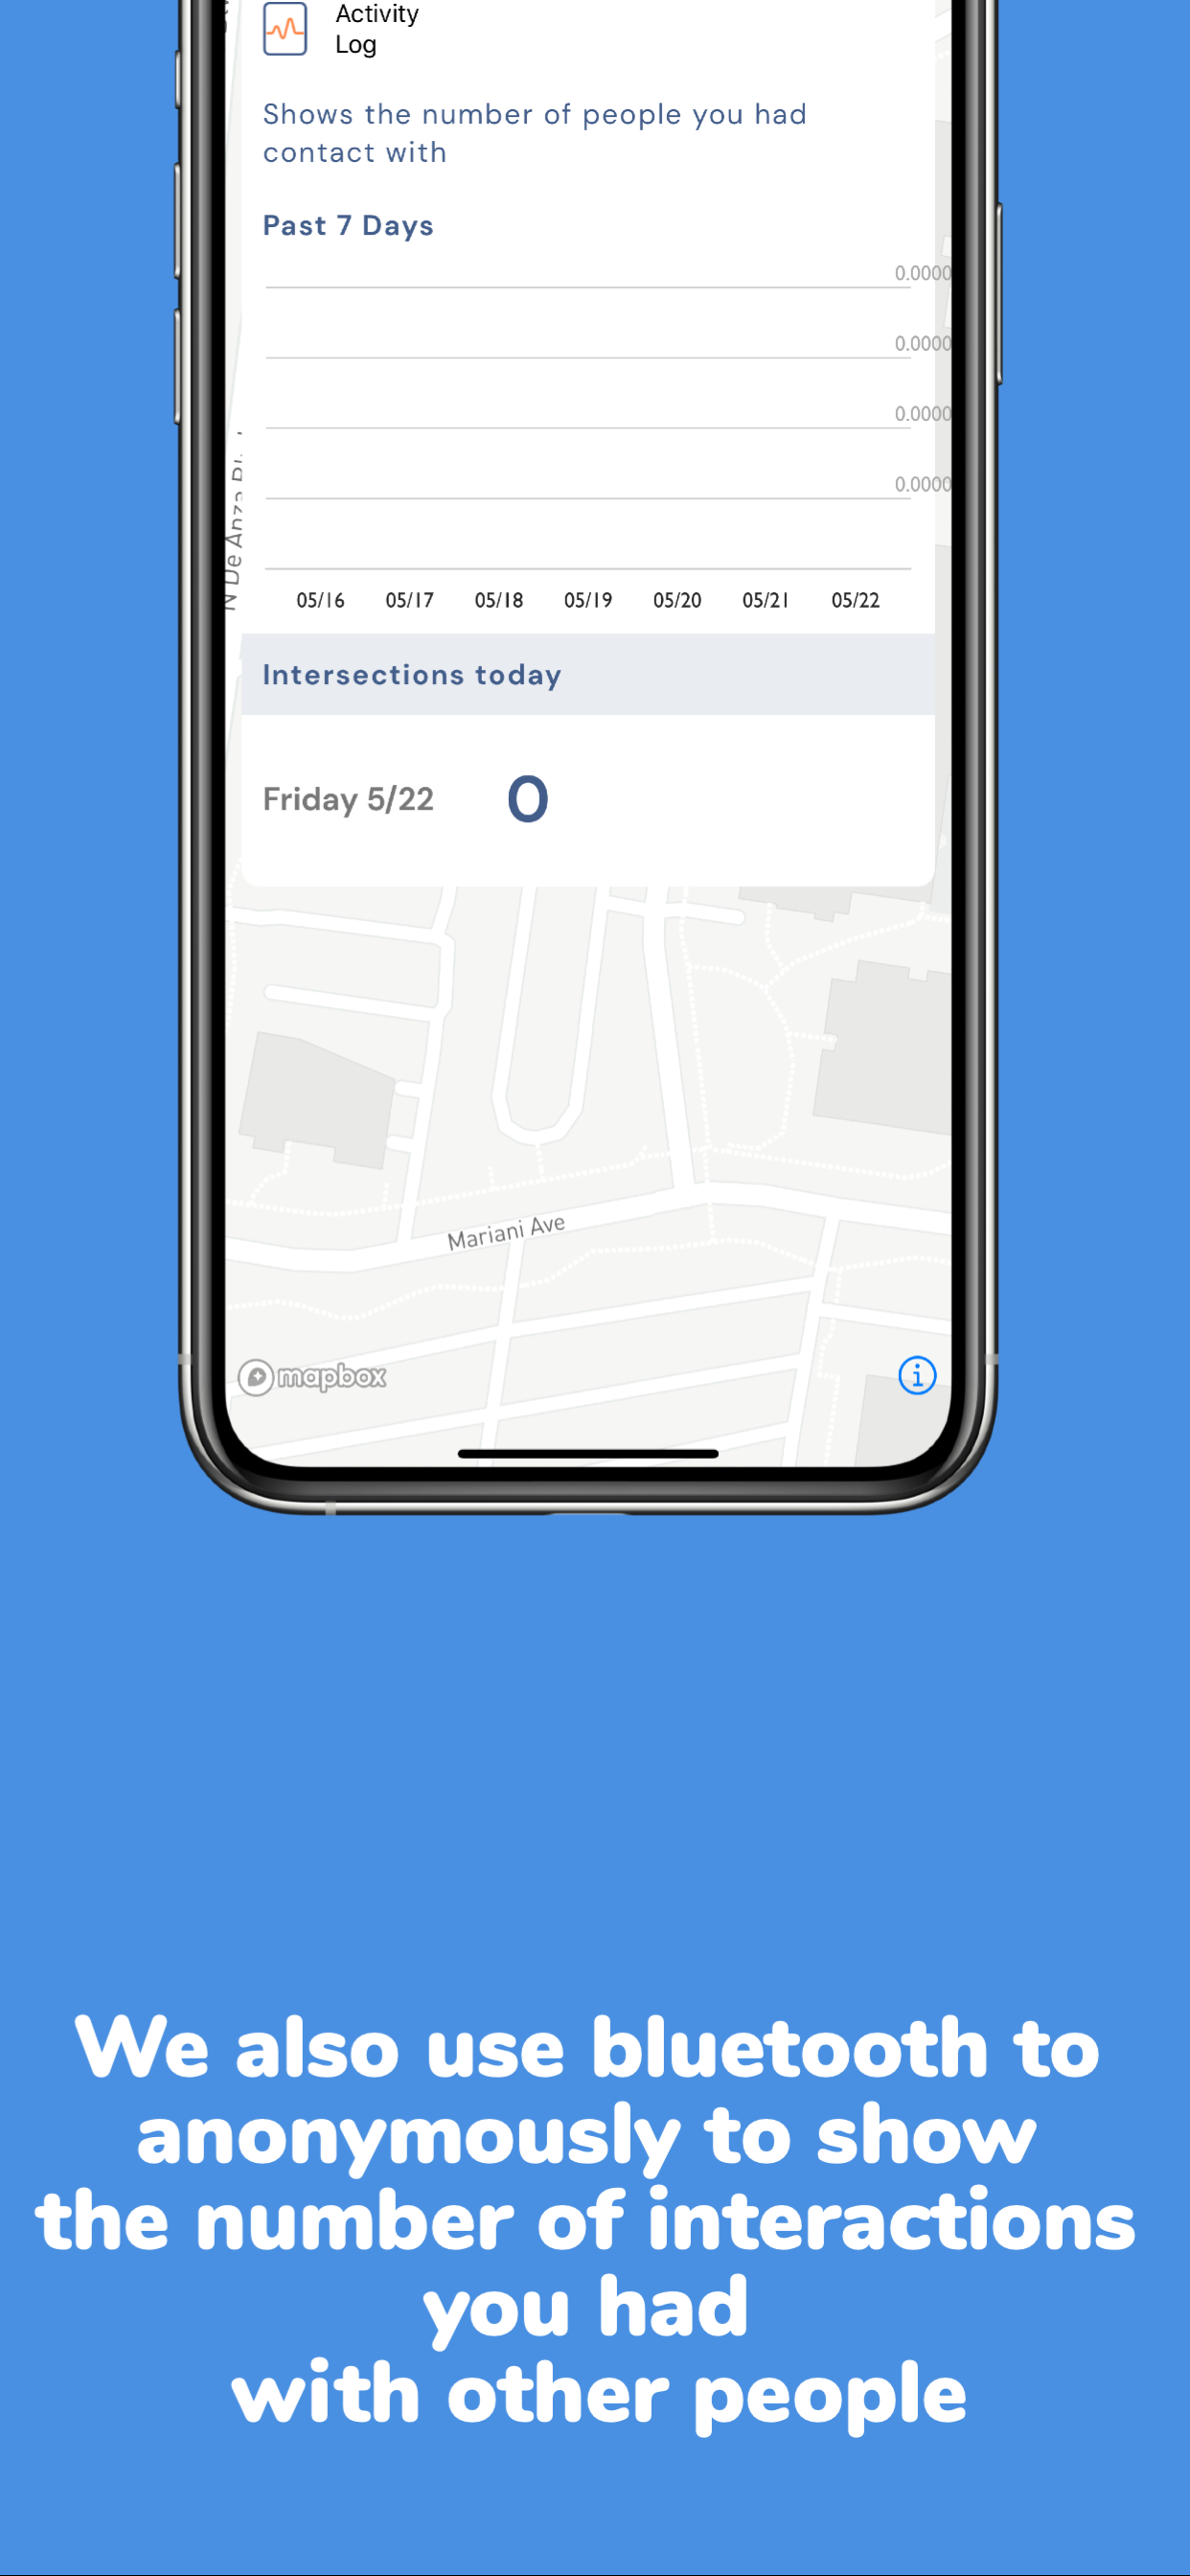 Activity
Log
Shows the number of people you had
contact with
Past 7 Days
0.0000
0.0000
0.0000
0.0000
05/16 05/17 05/18 05/19 05/20 05/21 05/22
Intersections today
Friday 5/22 0
N De Anza
Mariani Ave
mapbox
We also use bluetooth to
anonymously to show
the number of interactions
you had
with other people